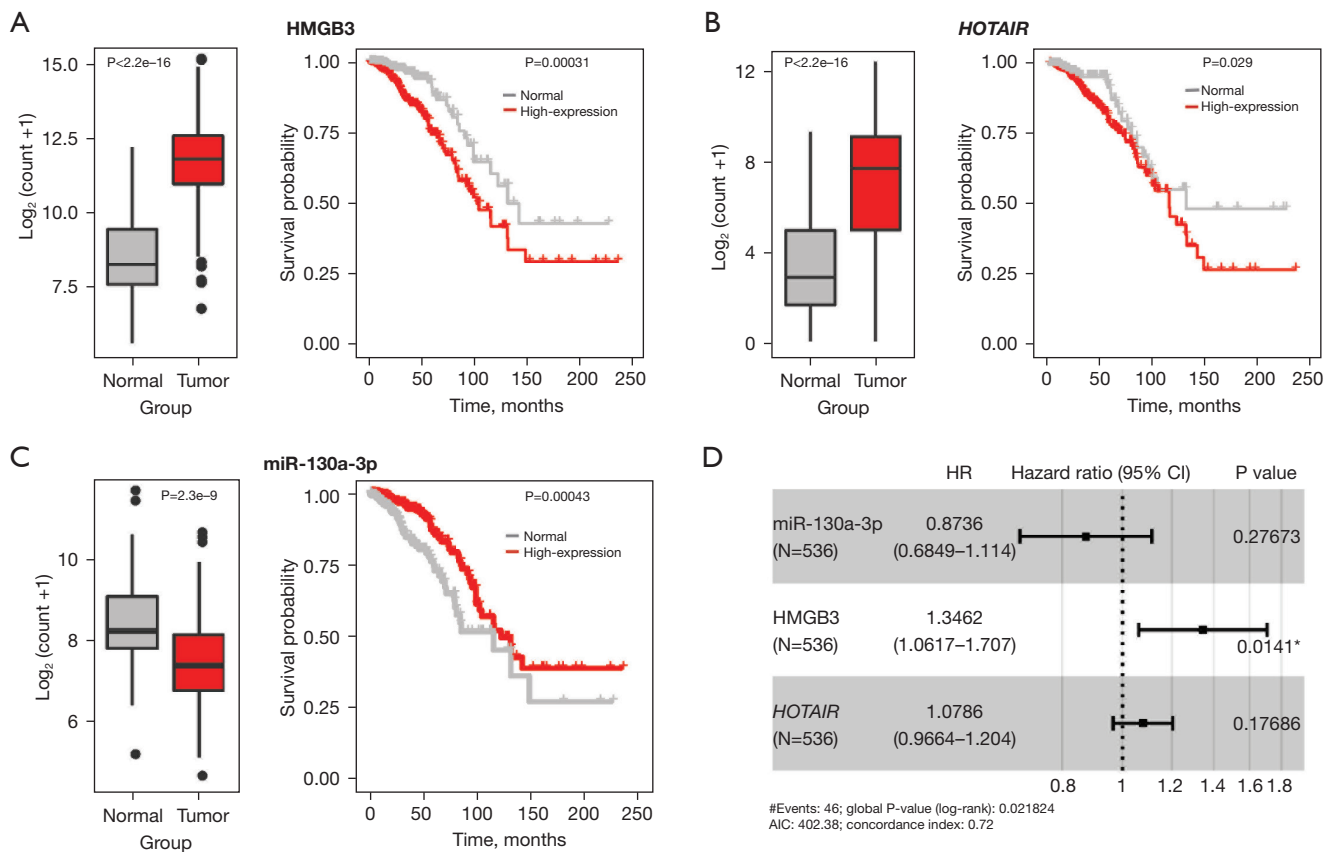 A
HMGB3
P<2.2e–16
15.0
12.5
10.0
7.5
Log2 (count +1)
Normal Tumor
Group
P=0.00031
Normal
High-expression
1.00
0.75
0.50
0.25
0.00
Survival probability
0 50 100 150 200 250
Time, months
B
HOTAIR
P<2.2e-16
12
8
4
0
Log2 (count +1)
Normal Tumor
Group
P=0.029
Normal
High-expression
1.00
0.75
0.50
0.25
0.00
Survival probability
0 50 100 150 200 250
Time, months
C
miR-130a-3p
P=2.3e–9
10
8
6
Log2 (count +1)
Normal Tumor
Group
P=0.00043
Normal
High-expression
1.00
0.75
0.50
0.25
0.00
Survival probability
0 50 100 150 200 250
Time, months
D
HR Hazard ratio (95% CI) P value
miR-130a-3p 0.8736
(N=536) (0.6849–1.114) 0.27673
HMGB3 1.3462
(N=536) (1.0617–1.707) 0.0141*
HOTAIR 1.0786
(N=536) (0.9664–1.204) 0.17686
0.8 1 1.2 1.4 1.6 1.8
#Events: 46; global P-value (log-rank): 0.021824
AIC: 402.38; concordance index: 0.72